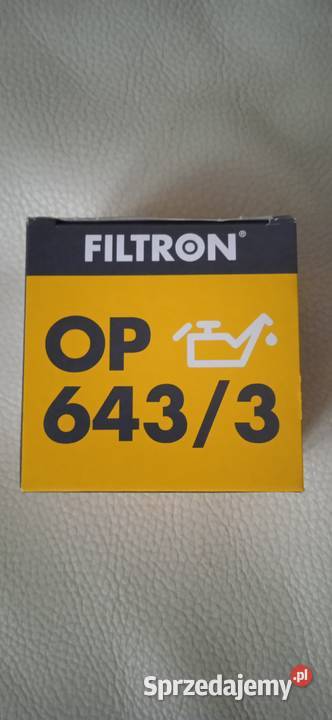 FILTRON®
OP
643/3
Sprzedajemy.pl